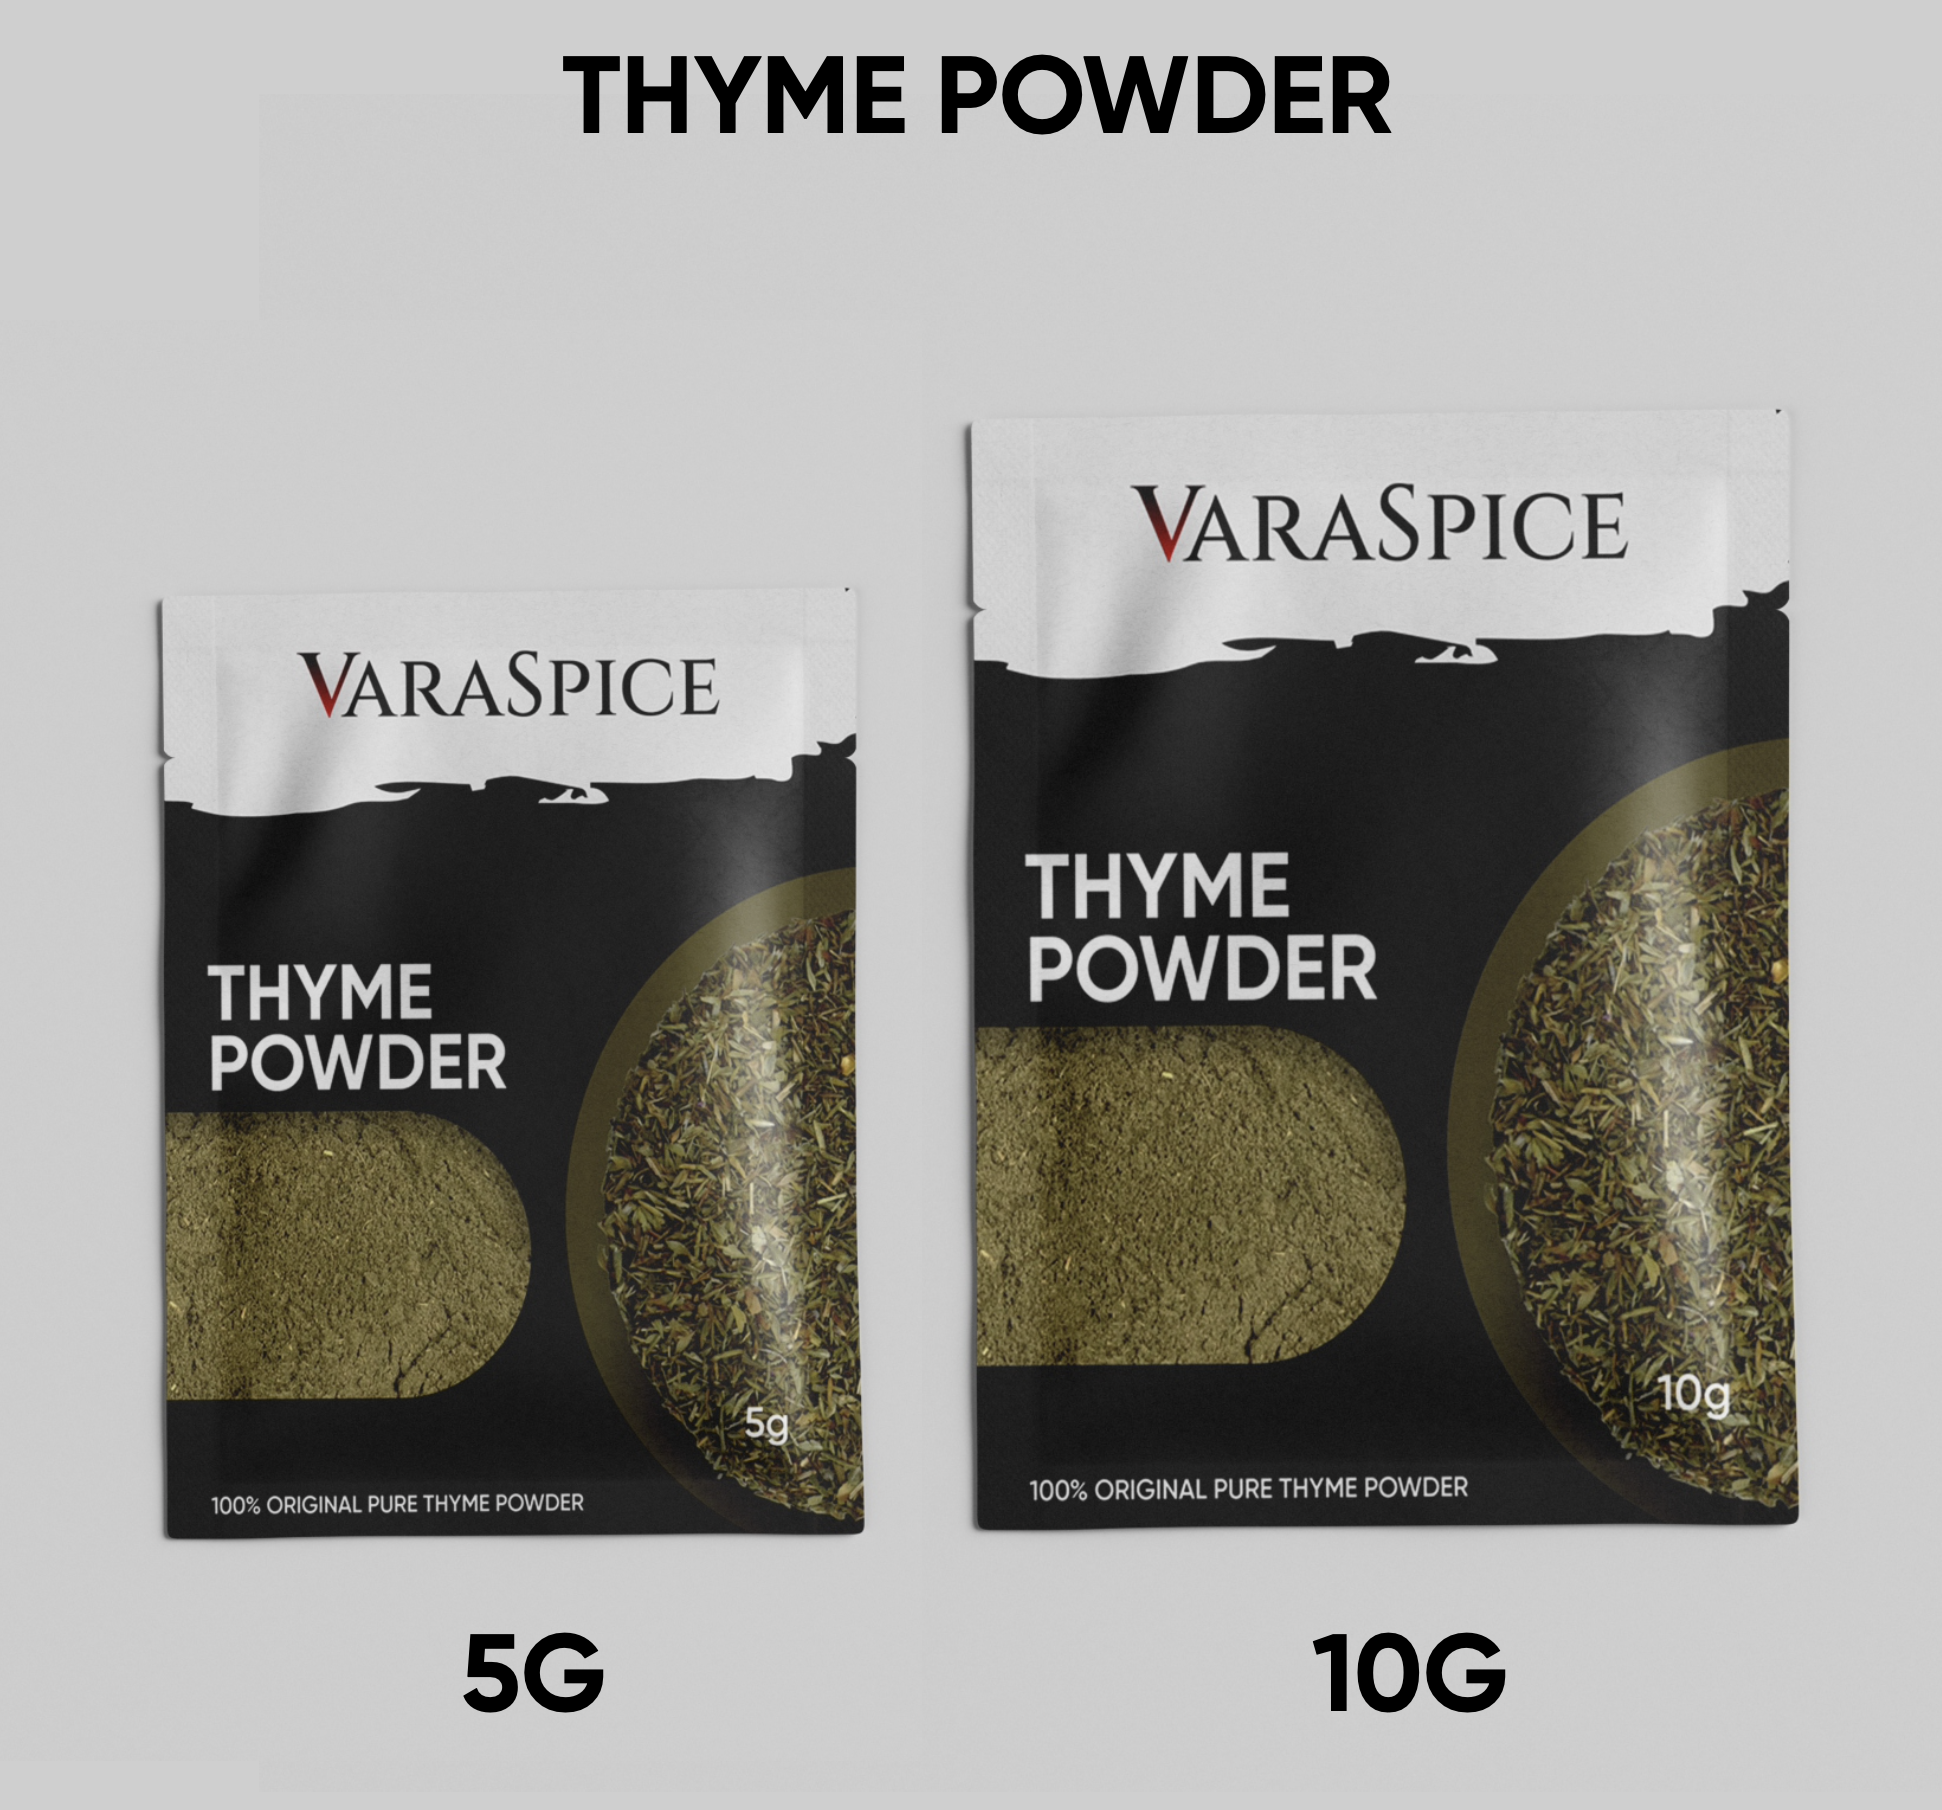 THYME POWDER
VARASPICE
THYME
POWDER
5g
100% ORIGINAL PURE THYME POWDER
VARASPICE
THYME
POWDER
10g
100% ORIGINAL PURE THYME POWDER
5G
10G